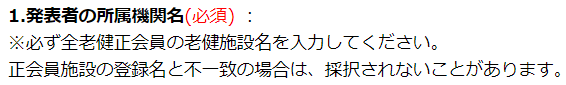 1.発表者の所属機関名(必須) ：
※必ず全老健正会員の老健施設名を入力してください。
正会員施設の登録名と不一致の場合は、採択されないことがあります。